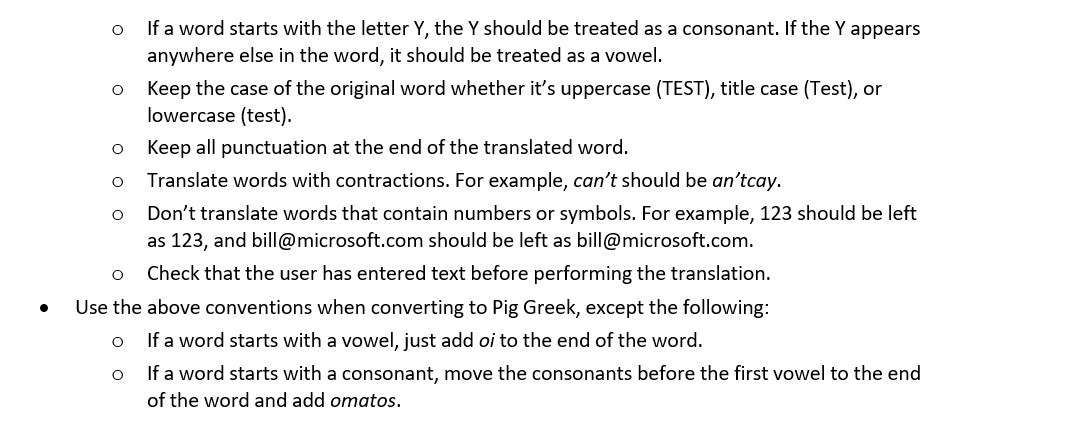 o If a word starts with the letter Y, the Y should be treated as a consonant. If the Y appears
anywhere else in the word, it should be treated as a vowel.
o Keep the case of the original word whether it’s uppercase (TEST), title case (Test), or
lowercase (test).
o Keep all punctuation at the end of the translated word.
o Translate words with contractions. For example, can’t should be an’tcay.
o Don’t translate words that contain numbers or symbols. For example, 123 should be left
as 123, and bill@microsoft.com should be left as bill@microsoft.com.
o Check that the user has entered text before performing the translation.
• Use the above conventions when converting to Pig Greek, except the following:
o If a word starts with a vowel, just add oi to the end of the word.
o If a word starts with a consonant, move the consonants before the first vowel to the end
of the word and add omatos.